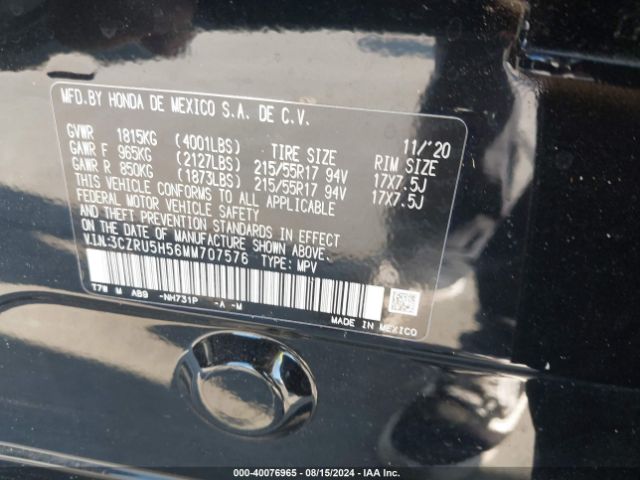 MFD.BY HONDA DE MEXICO S.A. DE C.V.
11/'20
GVWR 1815KG (4001LBS) TIRE SIZE RIM SIZE
GAWR F 965KG (2127LBS) 215/55R17 94V 17X7.5J
GAWR R 850KG (1873LBS) 215/55R17 94V 17X7.5J
THIS VEHICLE CONFORMS TO ALL APPLICABLE
FEDERAL MOTOR VEHICLE SAFETY
AND THEFT PREVENTION STANDARDS IN EFFECT ON THE
DATE OF MANUFACTURE SHOWN ABOVE.
V.I.N:3CZRU5H56MM707576 TYPE: MPV
T7W M AB9 -NH731P -A -M
MADE IN MEXICO
000-40076965 - 08/15/2024 - IAA Inc.